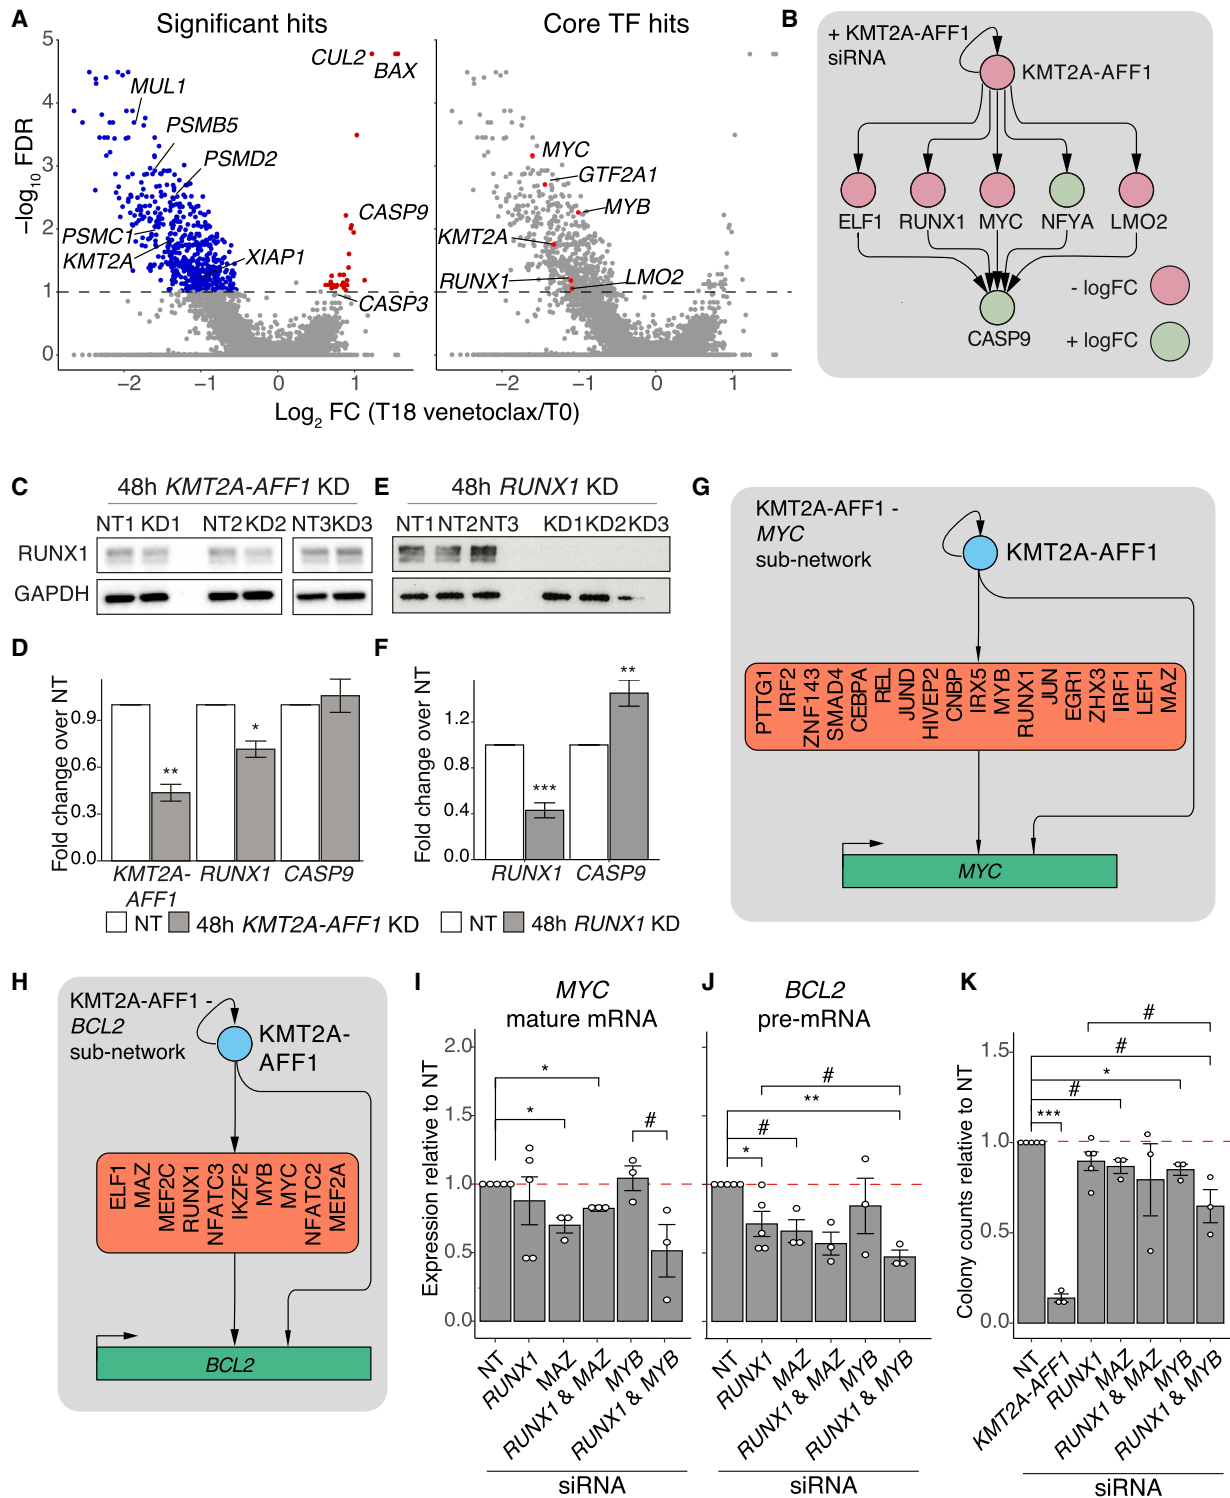 A
Significant hits
Core TF hits
−log10 FDR
5
4
3
2
1
0
CUL2
BAX
MUL1
PSMB5
PSMD2
CASP9
PSMC1
KMT2A
XIAP1
CASP3
MYC
GTF2A1
MYB
KMT2A
RUNX1
LMO2
−2
−1
0
1
−2
−1
0
1
Log2 FC (T18 venetoclax/T0)
B
+ KMT2A-AFF1
siRNA
KMT2A-AFF1
ELF1
RUNX1
MYC
NFYA
LMO2
CASP9
- logFC
+ logFC
C
48h KMT2A-AFF1 KD
NT1 KD1 NT2 KD2 NT3 KD3
RUNX1
GAPDH
E
48h RUNX1 KD
NT1 NT2 NT3 KD1 KD2 KD3
D
Fold change over NT
0.9
0.6
0.3
0.0
**
*
KMT2A-
AFF1
RUNX1
CASP9
NT
48h KMT2A-AFF1 KD
F
Fold change over NT
1.2
0.8
0.4
0.0
***
**
RUNX1
CASP9
NT
48h RUNX1 KD
G
KMT2A-AFF1 -
MYC
sub-network
KMT2A-AFF1
PTTG1
IRF2
ZNF143
SMAD4
CEBPA
REL
JUND
HIVEP2
CNBP
IRX5
MYB
RUNX1
JUN
EGR1
ZHX3
IRF1
LEF1
MAZ
MYC
H
KMT2A-AFF1 -
BCL2
sub-network
KMT2A-
AFF1
ELF1
MAZ
MEF2C
RUNX1
NFATC3
IKZF2
MYB
MYC
NFATC2
MEF2A
BCL2
I
MYC
mature mRNA
Expression relative to NT
2.0
1.5
1.0
0.5
0.0
*
*
#
NT
RUNX1
MAZ
RUNX1 & MAZ
MYB
RUNX1 & MYB
siRNA
J
BCL2
pre-mRNA
#
**
#
*
NT
RUNX1
MAZ
RUNX1 & MAZ
MYB
RUNX1 & MYB
siRNA
K
Colony counts relative to NT
1.5
1.0
0.5
0.0
#
#
*
#
***
NT
KMT2A-AFF1
RUNX1
MAZ
RUNX1 & MAZ
MYB
RUNX1 & MYB
siRNA